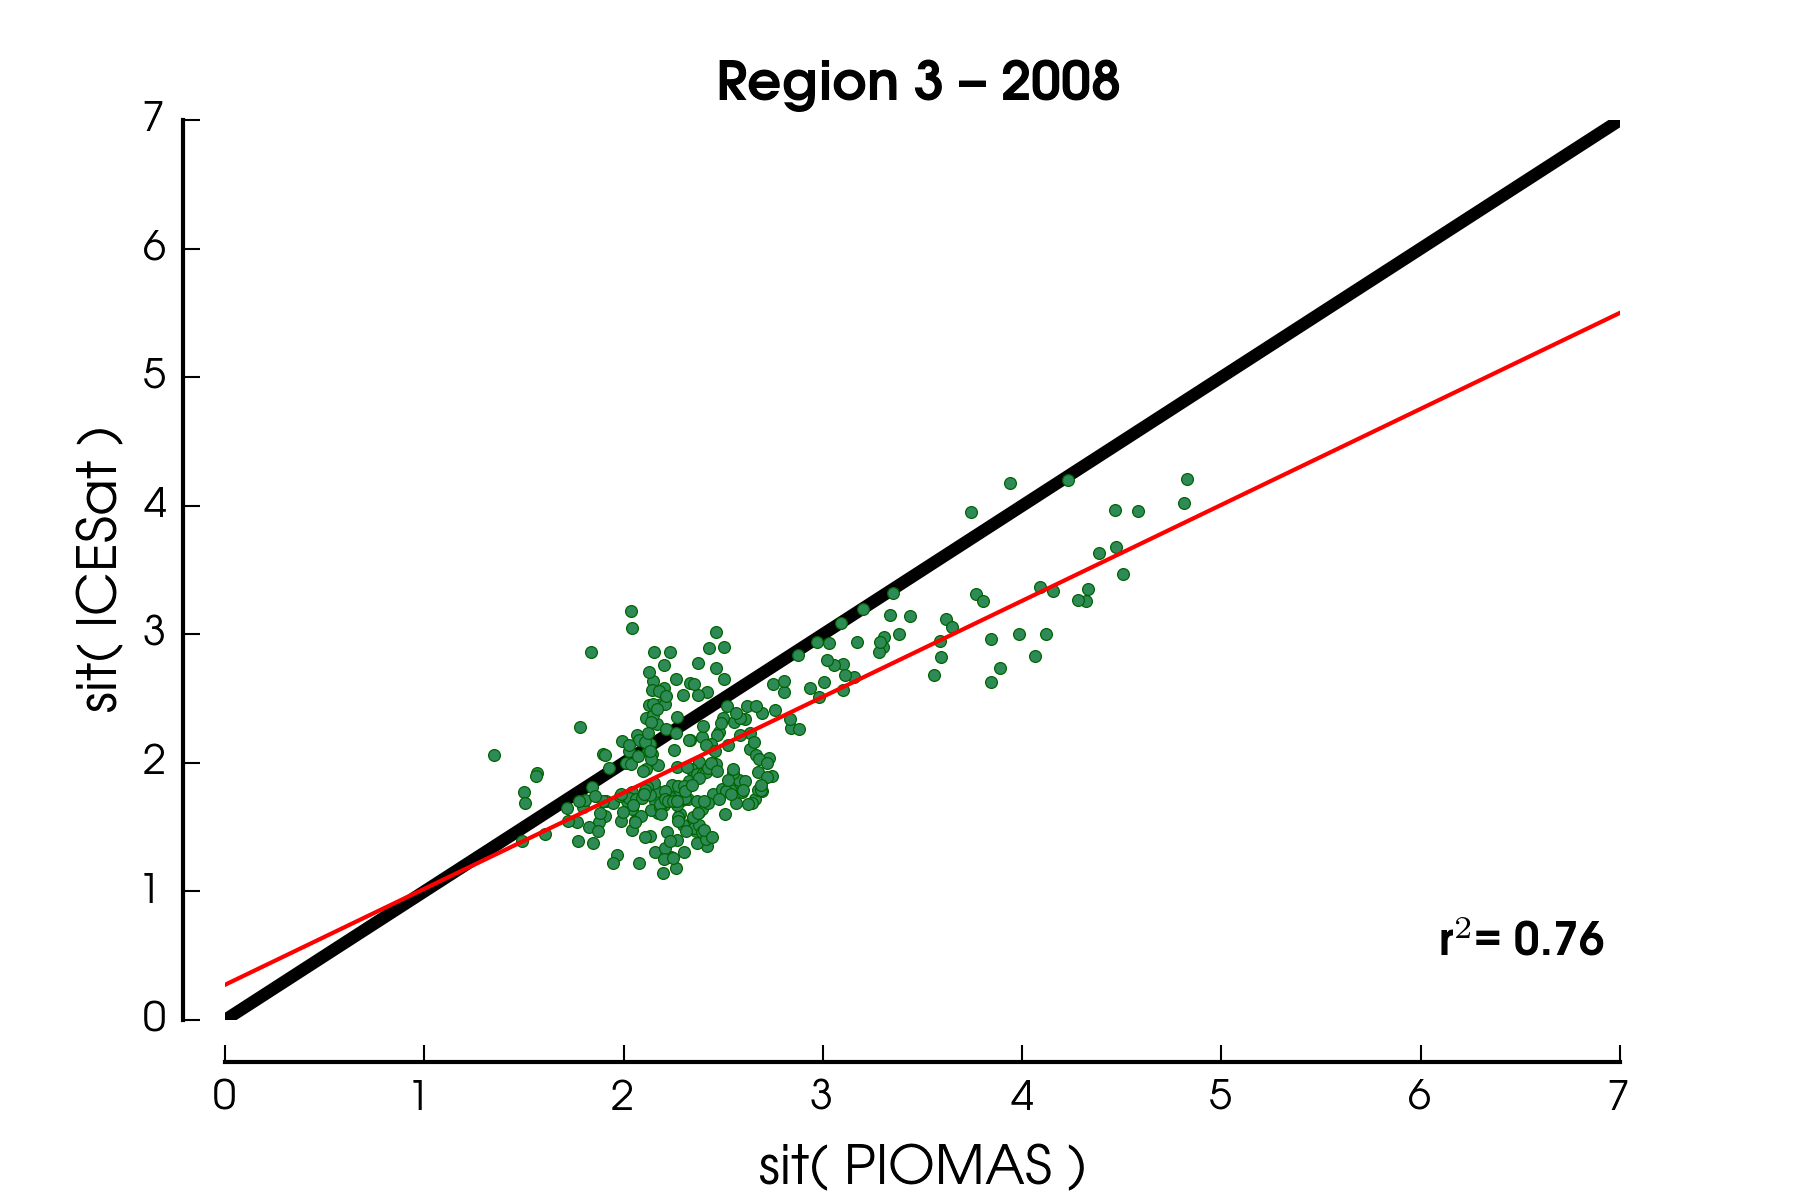 Region 3 – 2008
7
6
5
4
3
2
1
0
sit( ICESat )
r²= 0.76
0 1 2 3 4 5 6 7
sit( PIOMAS )